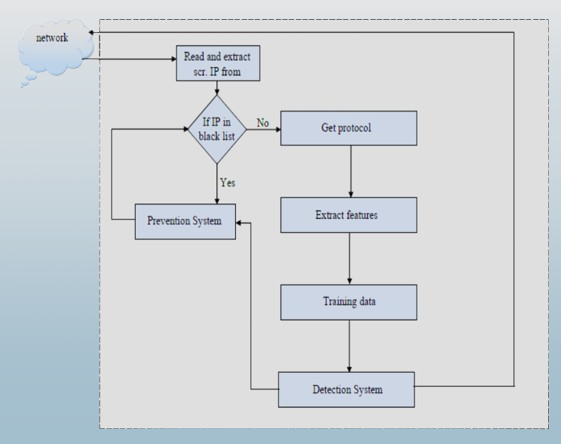 network
Read and extract
scr. IP from
If IP in
black list
No
Get protocol
Yes
Prevention System
Extract features
Training data
Detection System